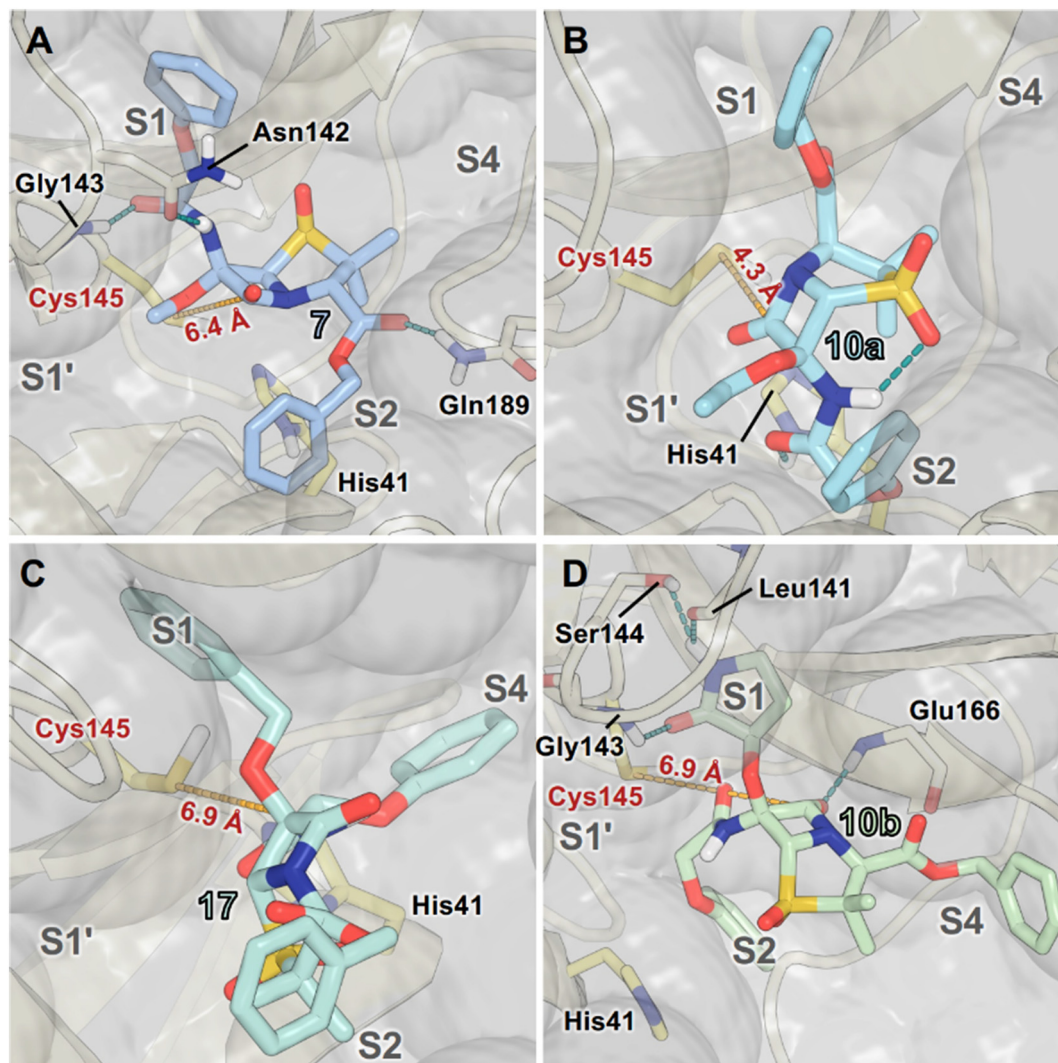 A
S1
Asn142
S4
Gly143
Cys145
6.4 Å
7
S1'
S2
Gln189
His41
B
S1
S4
Cys145
4.3 Å
10a
S1'
His41
S2
C
S1
S4
Cys145
6.9 Å
17
His41
S1'
S2
D
Leu141
Ser144
S1
Glu166
Gly143
6.9 Å
Cys145
10b
S1'
S4
S2
His41